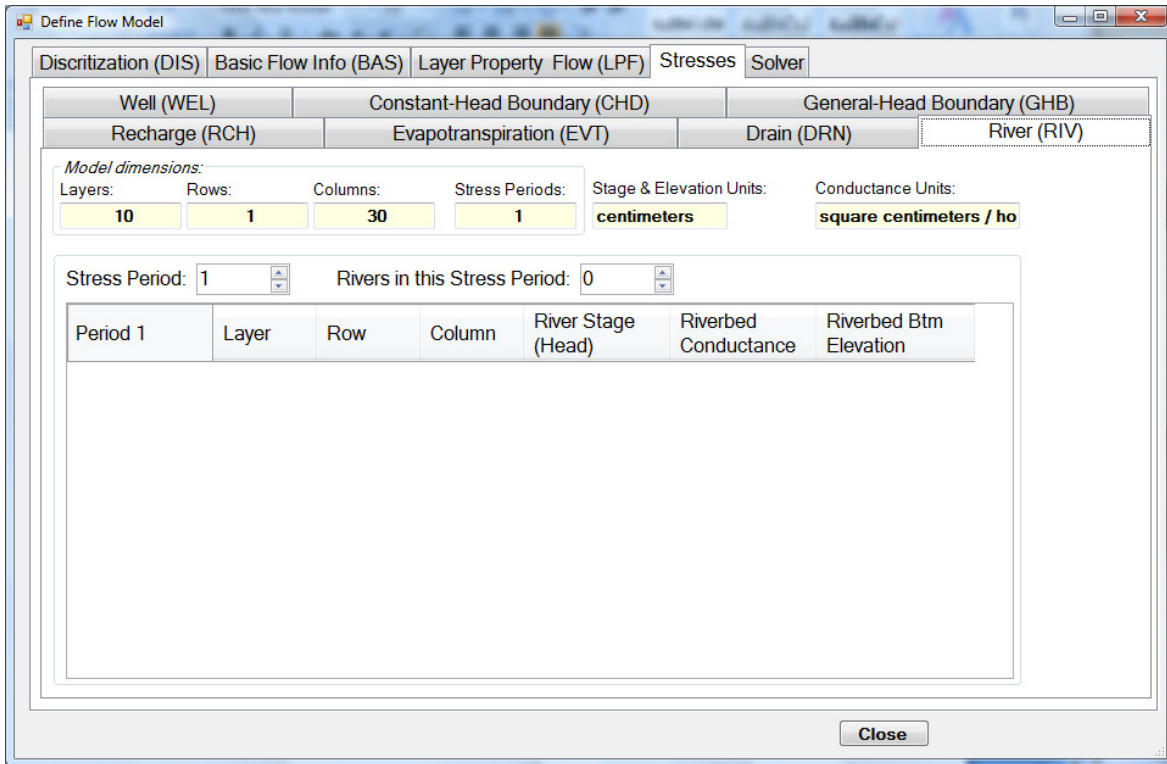 Define Flow Model
Discritization (DIS) Basic Flow Info (BAS) Layer Property Flow (LPF) Stresses Solver
Well (WEL) Constant-Head Boundary (CHD) General-Head Boundary (GHB)
Recharge (RCH) Evapotranspiration (EVT) Drain (DRN) River (RIV)
Model dimensions:
Layers: Rows: Columns: Stress Periods: Stage & Elevation Units: Conductance Units:
10 1 30 1 centimeters square centimeters / ho
Stress Period: 1 Rivers in this Stress Period: 0
Period 1 Layer Row Column River Stage (Head) Riverbed Conductance Riverbed Btm Elevation
Close